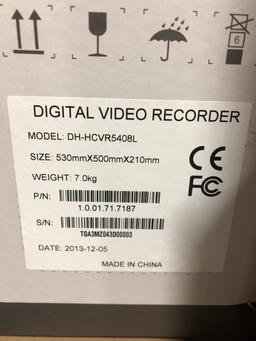 6
DIGITAL VIDEO RECORDER
MODEL: DH-HCVR5408L
SIZE: 530mmX500mmX210mm
WEIGHT: 7.0kg
CE
FC
P/N:
1.0.01.71.7187
S/N:
TGA3MZ043D00003
DATE: 2013-12-05
MADE IN CHINA